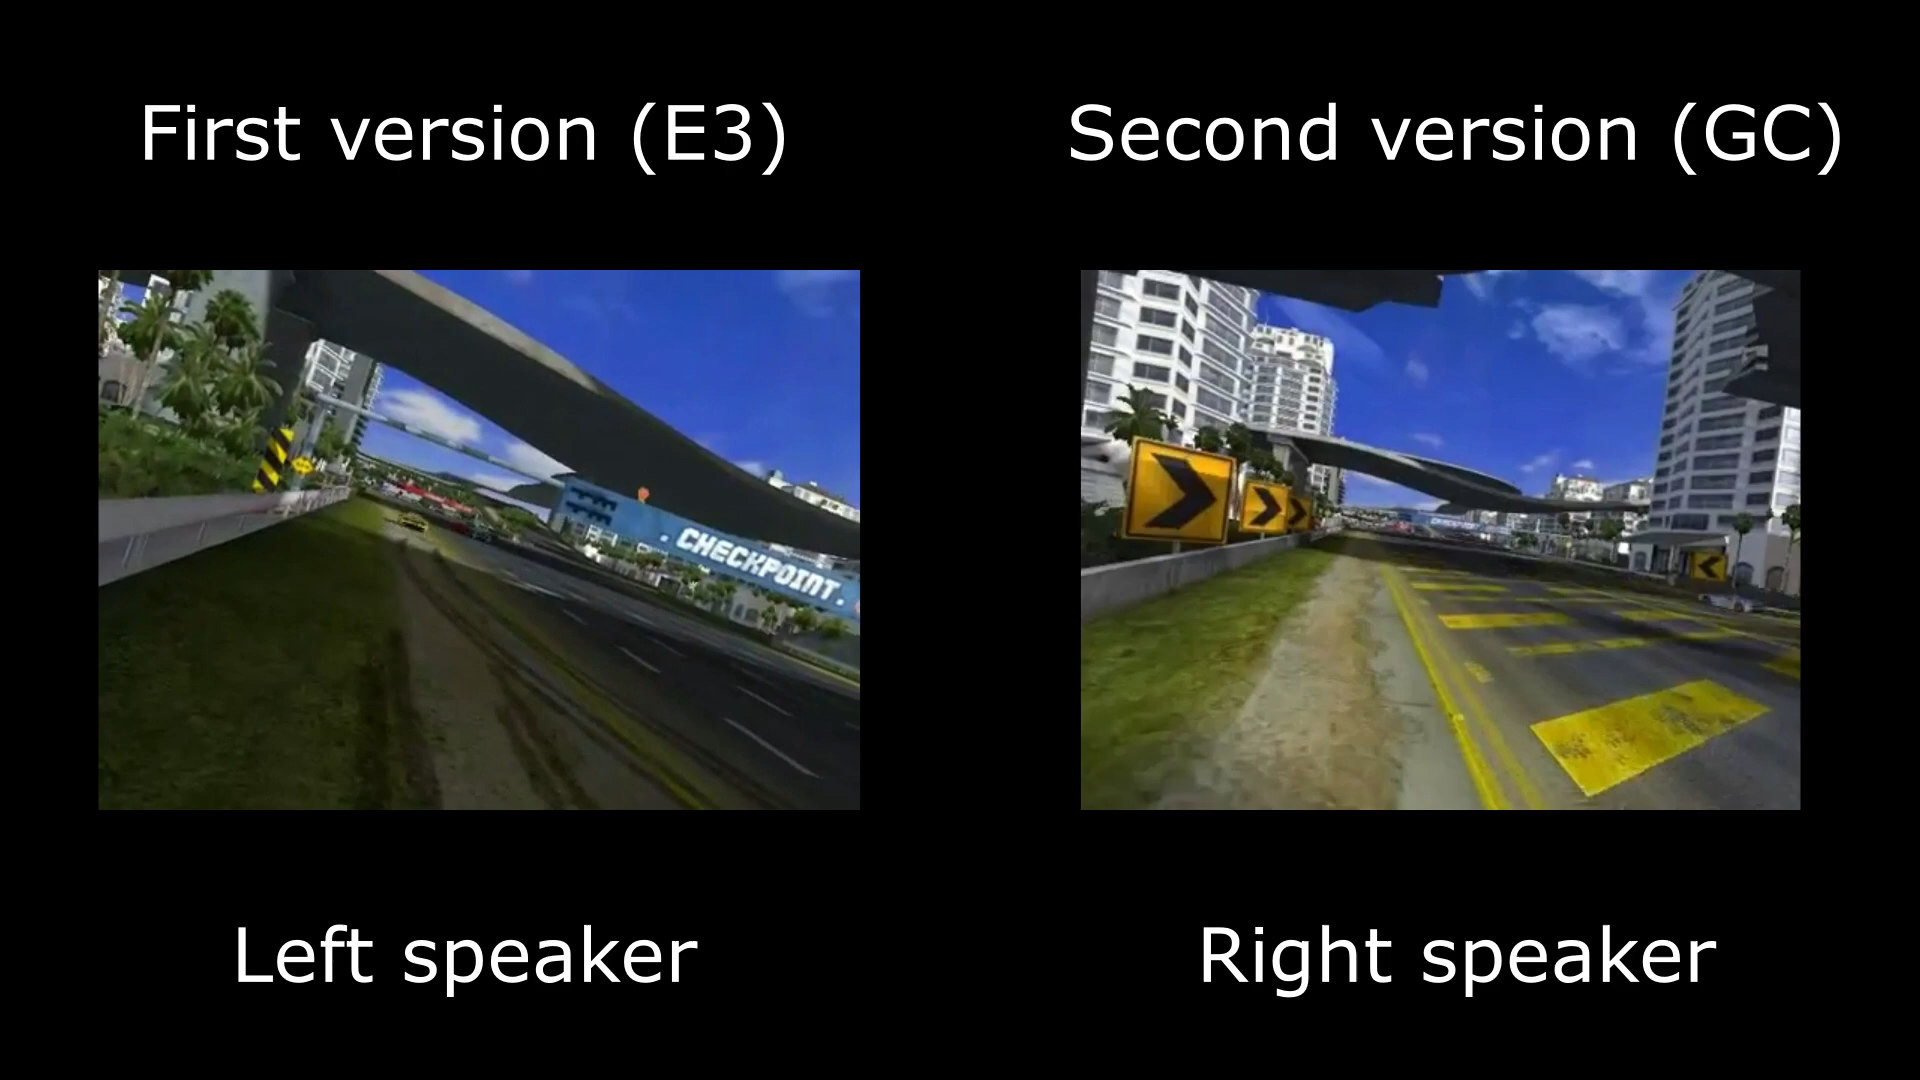 First version (E3)
Second version (GC)
. CHECKPOINT .
Left speaker
Right speaker